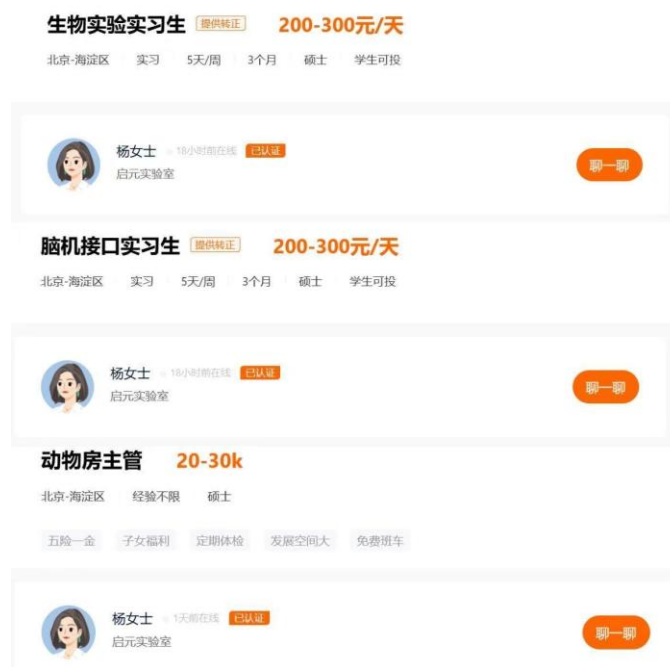 生物实验实习生 提供转正 200-300元/天
北京-海淀区 实习 5天/周 3个月 硕士 学生可投
杨女士 18小时前在线 已认证
启元实验室
聊一聊
脑机接口实习生 提供转正 200-300元/天
北京-海淀区 实习 5天/周 3个月 硕士 学生可投
杨女士 18小时前在线 已认证
启元实验室
聊一聊
动物房主管 20-30k
北京-海淀区 经验不限 硕士
五险一金 子女福利 定期体检 发展空间大 免费班车
杨女士 1天前在线 已认证
启元实验室
聊一聊